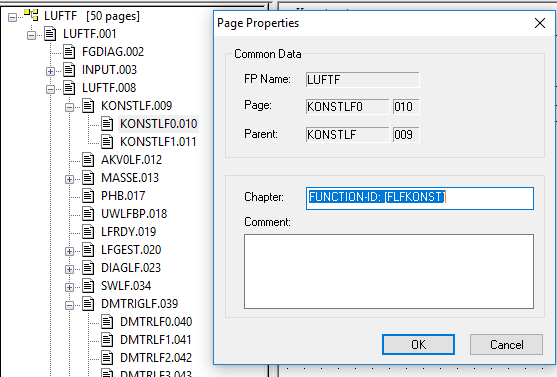 LUFTF [50 pages]
LUFTF.001
FGDIAG.002
INPUT.003
LUFTF.008
KONSTLF.009
KONSTLF0.010
KONSTLF1.011
AKV0LF.012
MASSE.013
PHB.017
UWLFBP.018
LFRDY.019
LFGEST.020
DIAGLF.023
SWLF.034
DMTRIGLF.039
DMTRLF0.040
DMTRLF1.041
DMTRLF2.042
DMTRLF3.043
Page Properties
Common Data
FP Name: LUFTF
Page: KONSTLF0 010
Parent: KONSTLF 009
Chapter: FUNCTION-ID: [FLFKONST]
Comment:
OK Cancel